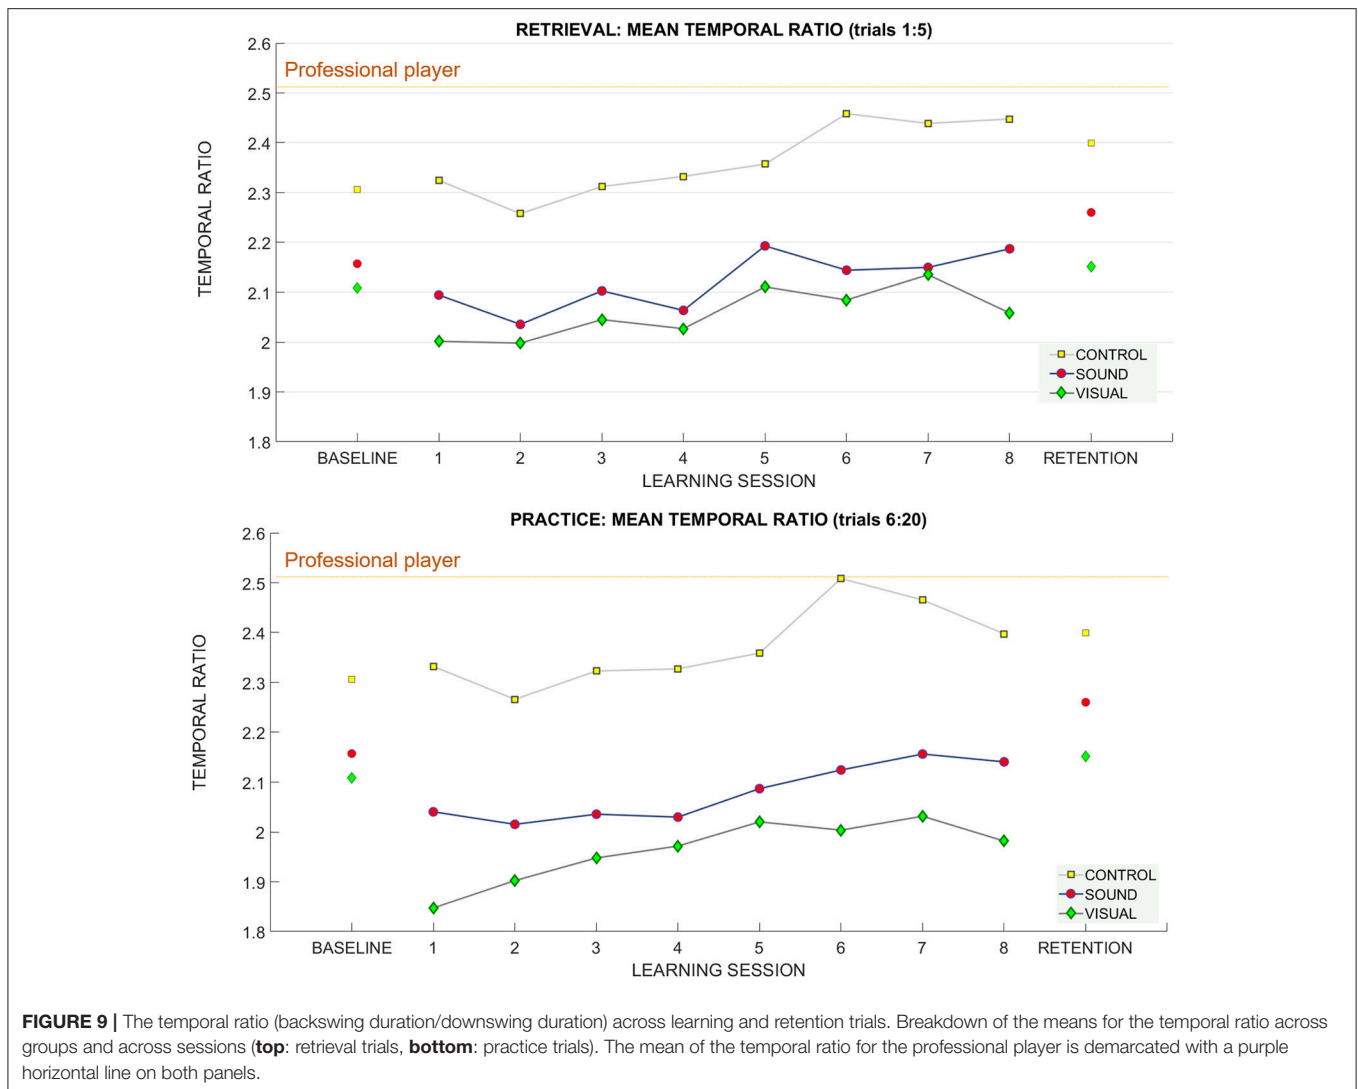 RETRIEVAL: MEAN TEMPORAL RATIO (trials 1:5)
2.6
Professional player
2.5
2.4
2.3
2.2
2.1
2
1.9
1.8
TEMPORAL RATIO
CONTROL
SOUND
VISUAL
BASELINE 1 2 3 4 5 6 7 8 RETENTION
LEARNING SESSION
PRACTICE: MEAN TEMPORAL RATIO (trials 6:20)
2.6
Professional player
2.5
2.4
2.3
2.2
2.1
2
1.9
1.8
TEMPORAL RATIO
CONTROL
SOUND
VISUAL
BASELINE 1 2 3 4 5 6 7 8 RETENTION
LEARNING SESSION
FIGURE 9 | The temporal ratio (backswing duration/downswing duration) across learning and retention trials. Breakdown of the means for the temporal ratio across
groups and across sessions (top: retrieval trials, bottom: practice trials). The mean of the temporal ratio for the professional player is demarcated with a purple
horizontal line on both panels.